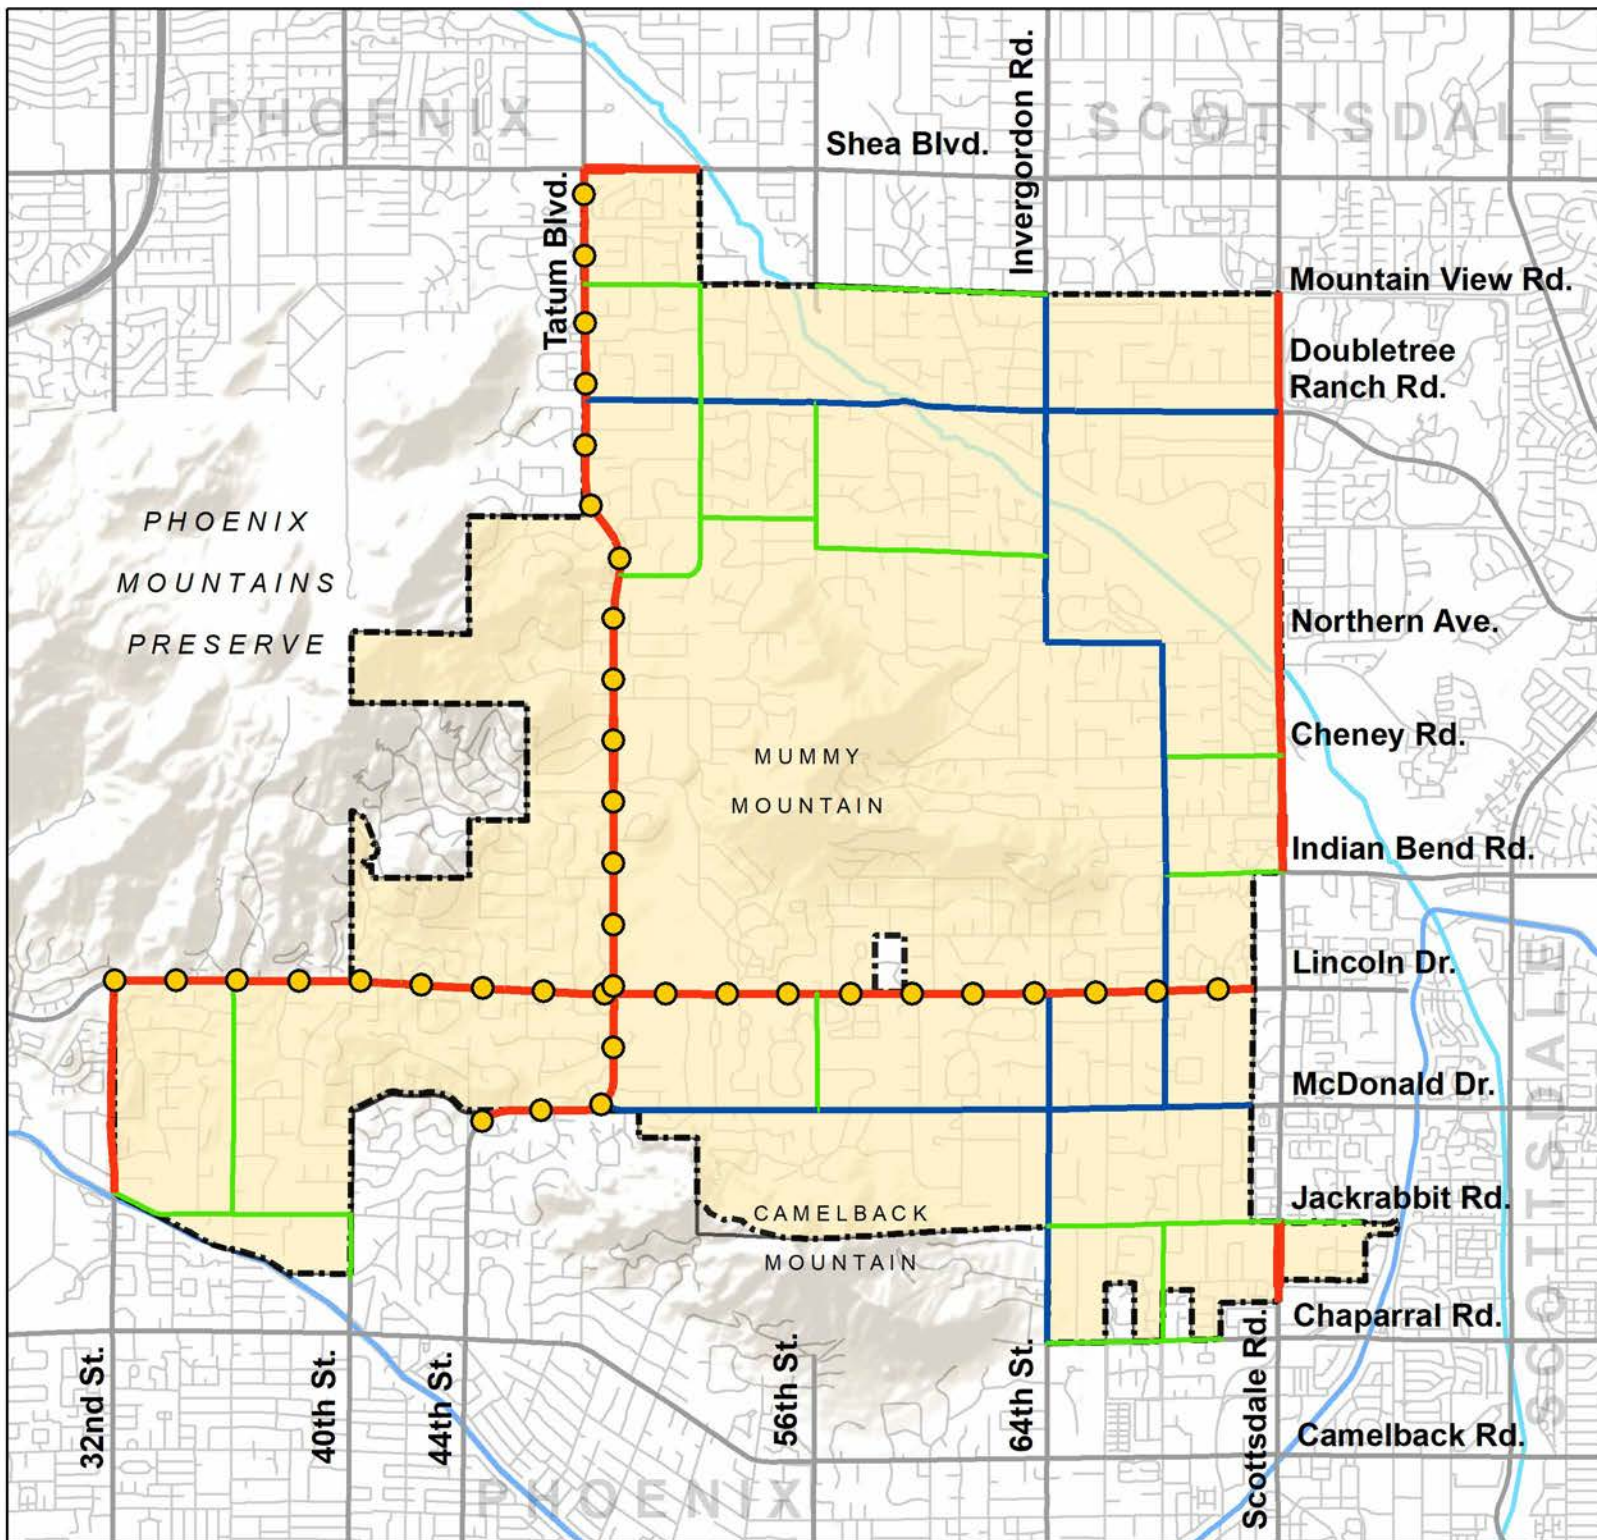 PHOENIX
SCOTTSDALE
Shea Blvd.
Invergordon Rd.
Tatum Blvd.
Mountain View Rd.
Doubletree
Ranch Rd.
PHOENIX
MOUNTAINS
PRESERVE
Northern Ave.
Cheney Rd.
MUMMY
MOUNTAIN
Indian Bend Rd.
Lincoln Dr.
McDonald Dr.
Jackrabbit Rd.
CAMELBACK
MOUNTAIN
Chaparral Rd.
SCOTTSDALE
32nd St.
40th St.
44th St.
56th St.
64th St.
Scottsdale Rd.
Camelback Rd.
PHOENIX